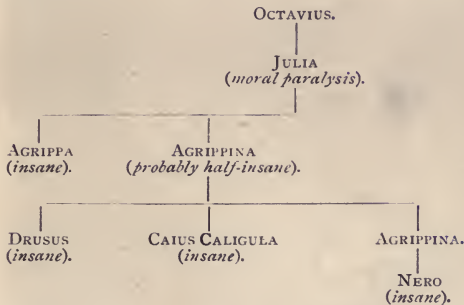 OCTAVIUS.
JULIA
(moral paralysis).
AGRIPPA
(insane).
AGRIPPINA
(probably half-insane).
DRUSUS
(insane).
CAIUS CALIGULA
(insane).
AGRIPPINA.
NERO
(insane).